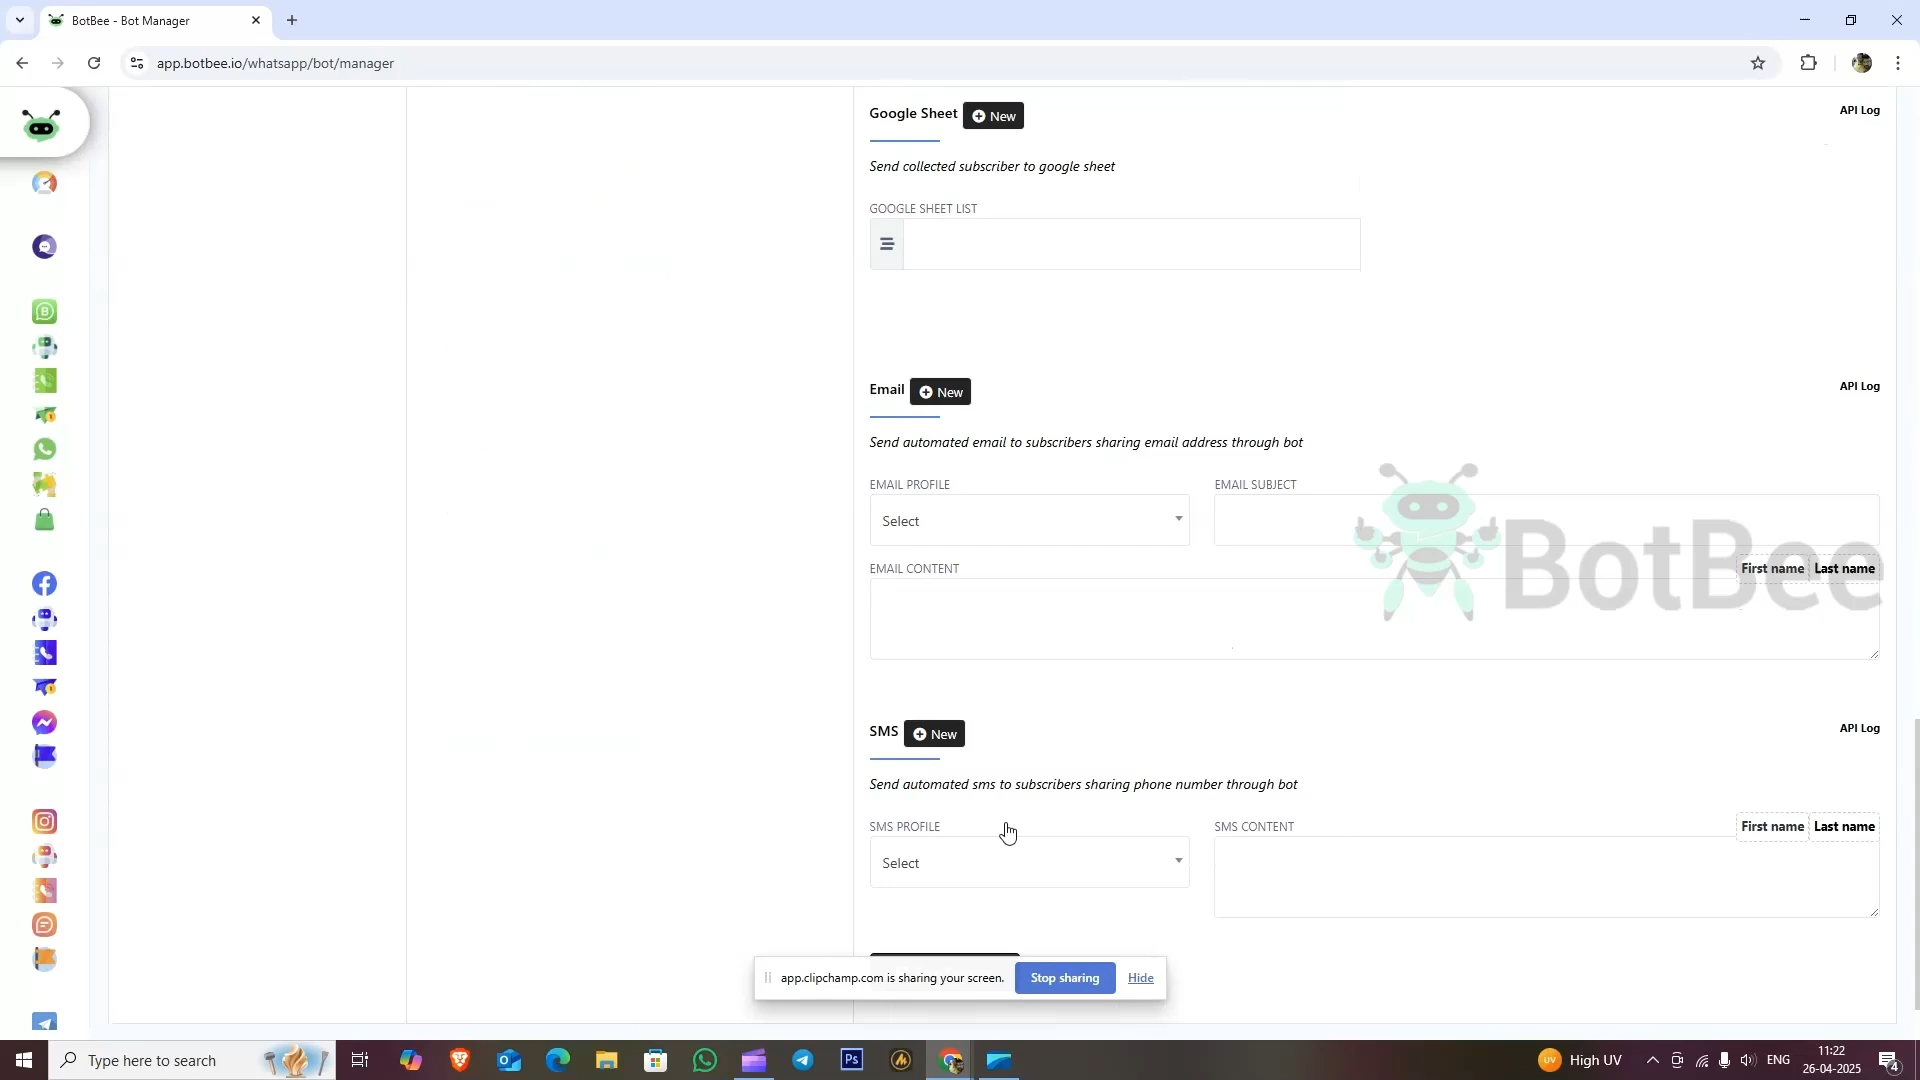 BotBee - Bot Manager
app.botbee.io/whatsapp/bot/manager
Google Sheet
New
API Log
Send collected subscriber to google sheet
GOOGLE SHEET LIST
Email
New
API Log
Send automated email to subscribers sharing email address through bot
EMAIL PROFILE
EMAIL SUBJECT
Select
EMAIL CONTENT
First name
Last name
BotBee
SMS
New
API Log
Send automated sms to subscribers sharing phone number through bot
SMS PROFILE
SMS CONTENT
First name
Last name
Select
app.clipchamp.com is sharing your screen.
Stop sharing
Hide
Type here to search
Ps
UV
High UV
ENG
11:22
26-04-2025
4